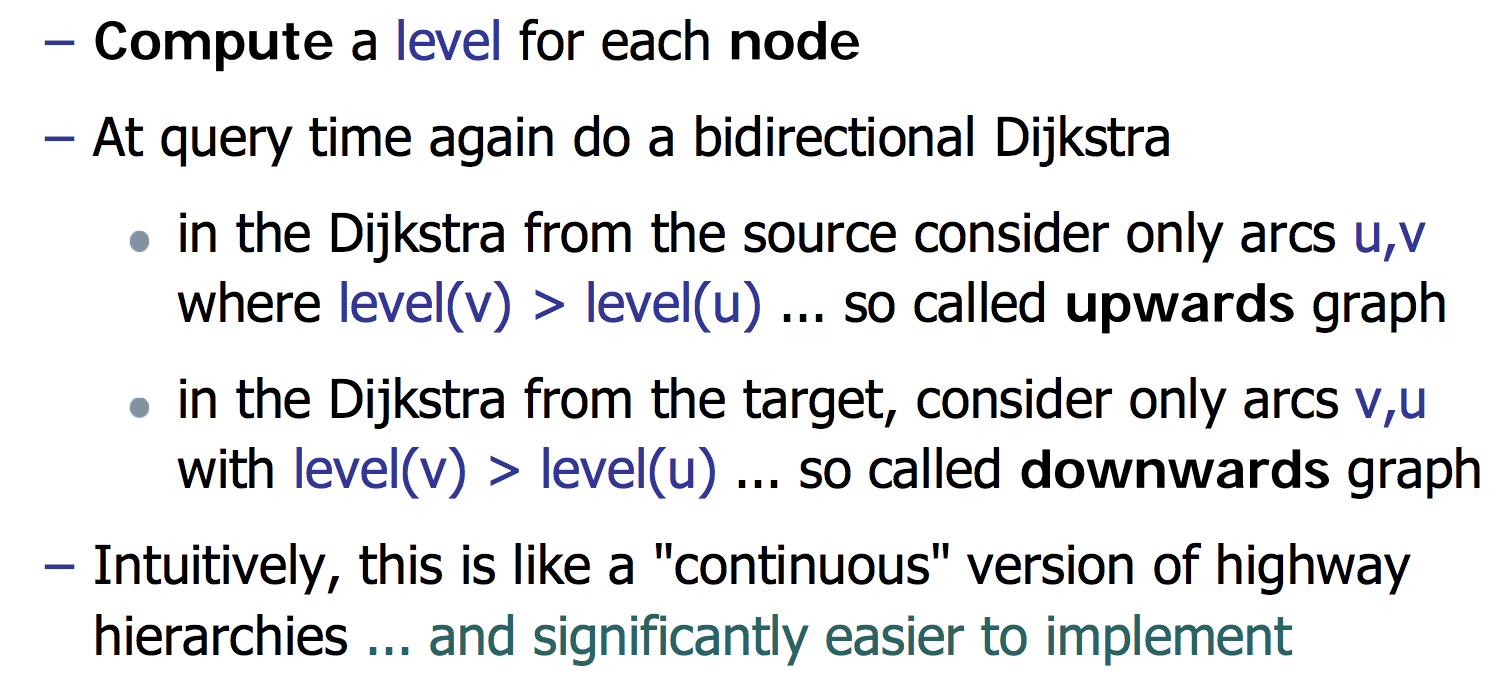 – Compute a level for each node
– At query time again do a bidirectional Dijkstra
• in the Dijkstra from the source consider only arcs u,v
where level(v) > level(u) ... so called upwards graph
• in the Dijkstra from the target, consider only arcs v,u
with level(v) > level(u) ... so called downwards graph
– Intuitively, this is like a "continuous" version of highway
hierarchies ... and significantly easier to implement